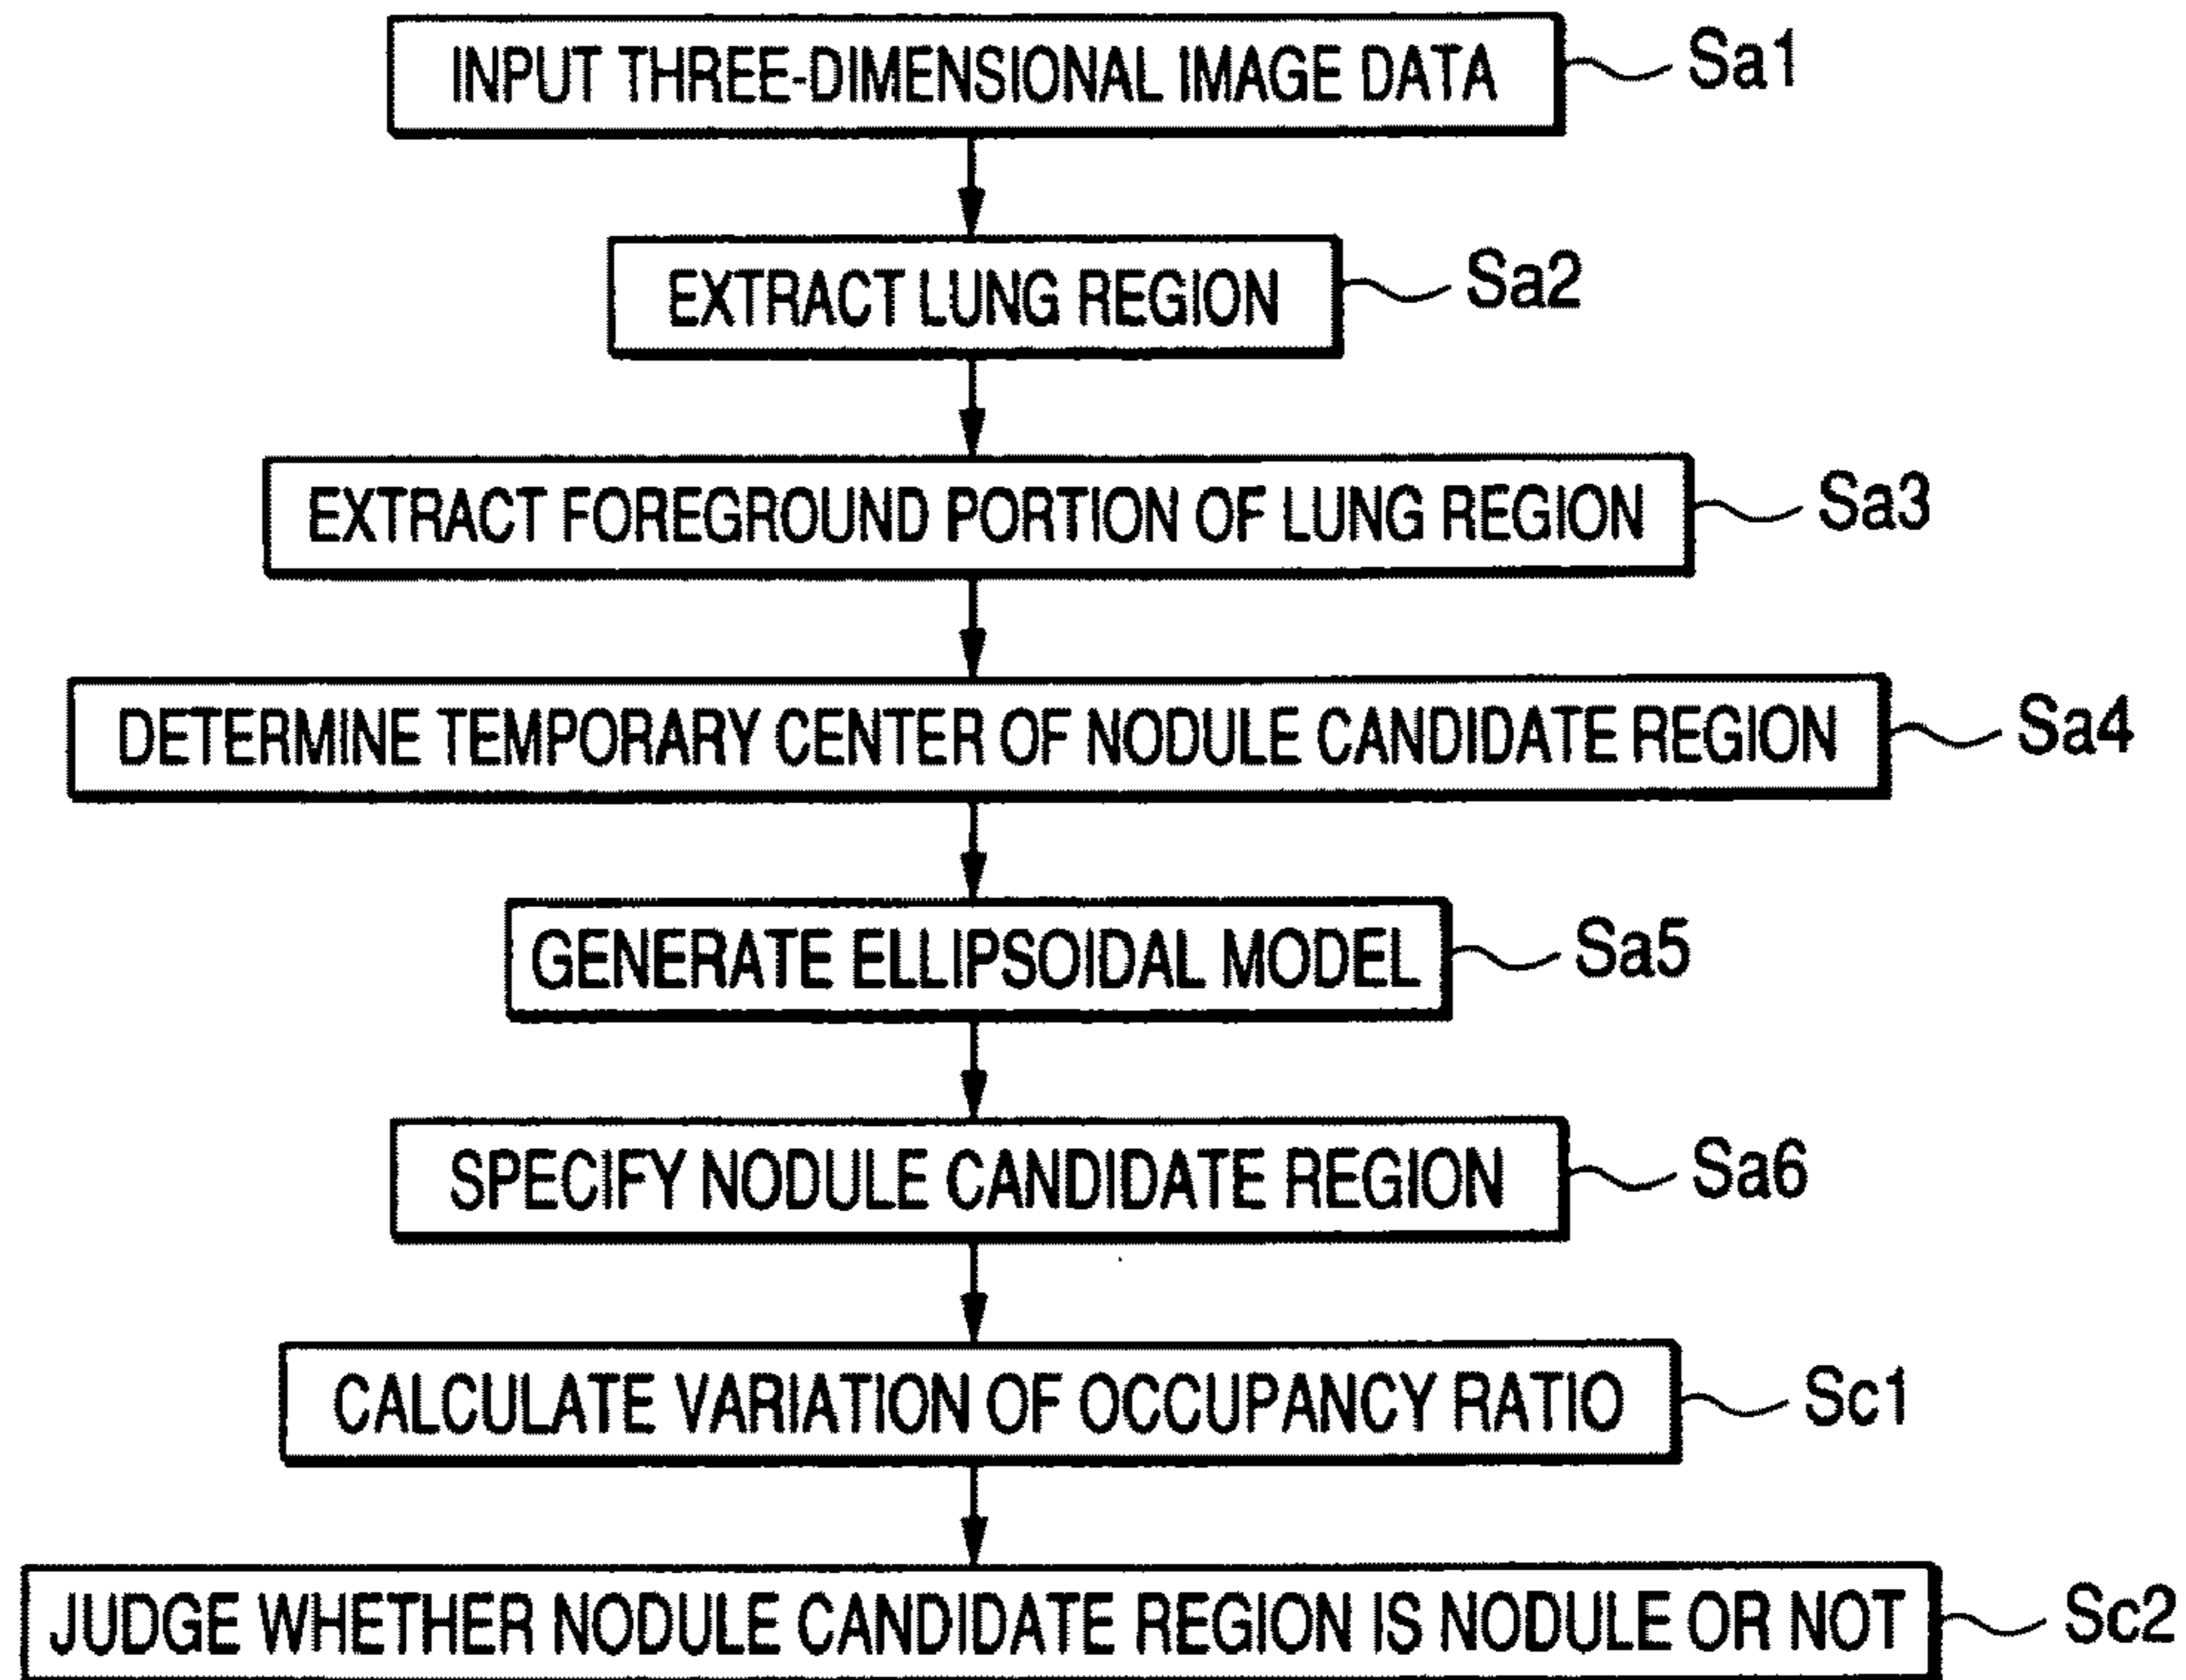 INPUT THREE-DIMENSIONAL IMAGE DATA Sa1
EXTRACT LUNG REGION Sa2
EXTRACT FOREGROUND PORTION OF LUNG REGION Sa3
DETERMINE TEMPORARY CENTER OF NODULE CANDIDATE REGION Sa4
GENERATE ELLIPSOIDAL MODEL Sa5
SPECIFY NODULE CANDIDATE REGION Sa6
CALCULATE VARIATION OF OCCUPANCY RATIO Sc1
JUDGE WHETHER NODULE CANDIDATE REGION IS NODULE OR NOT Sc2